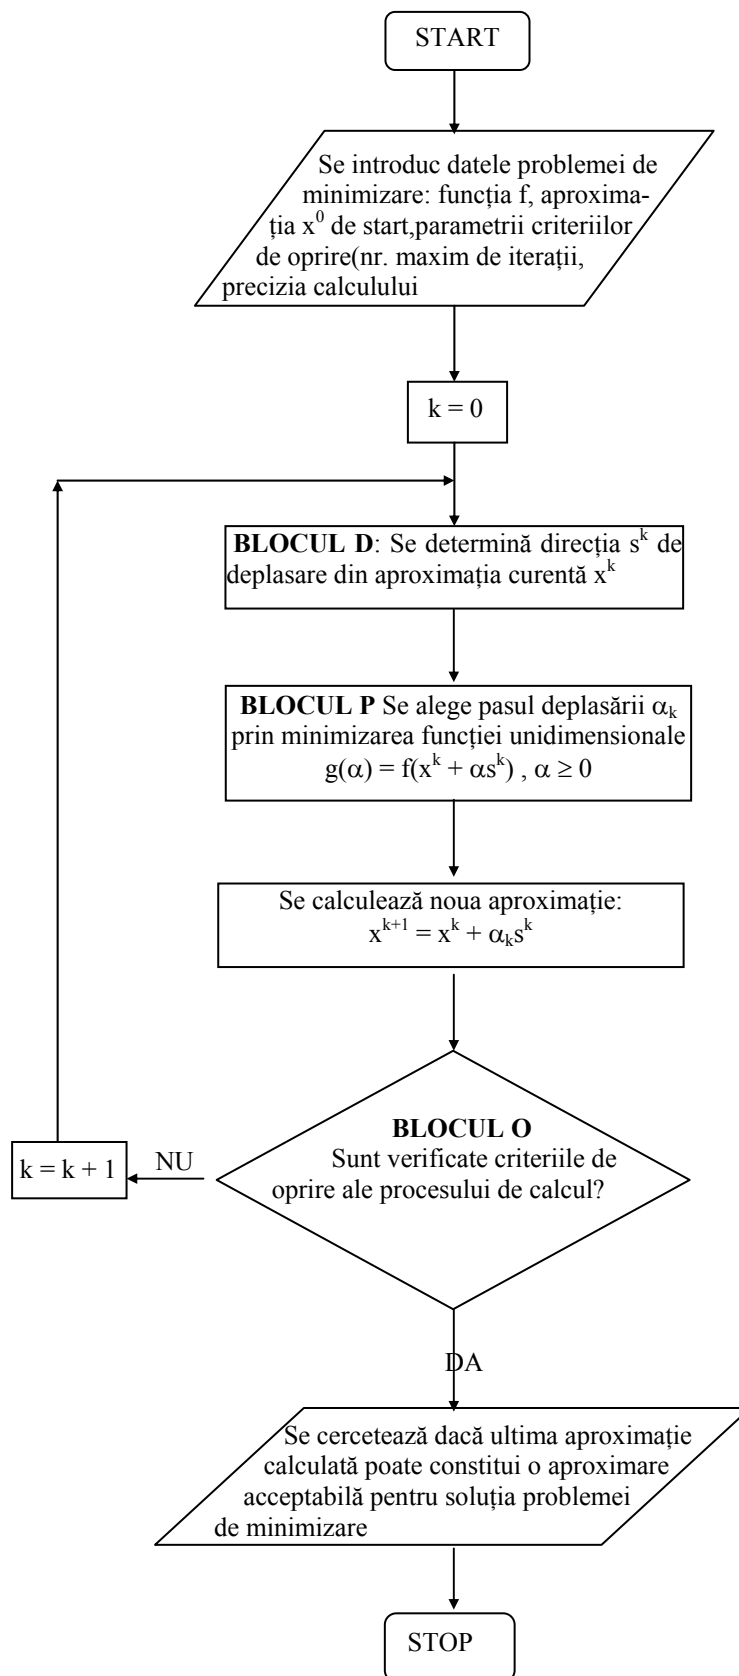 START
Se introduc datele problemei de
minimizare: funcția f, aproxima-
ția x⁰ de start,parametrii criteriilor
de oprire(nr. maxim de iterații,
precizia calculului
k = 0
BLOCUL D: Se determină direcția sᵏ de
deplasare din aproximația curentă xᵏ
BLOCUL P Se alege pasul deplasării αₖ
prin minimizarea funcției unidimensionale
g(α) = f(xᵏ + αsᵏ) , α ≥ 0
Se calculează noua aproximație:
xᵏ⁺¹ = xᵏ + αₖsᵏ
BLOCUL O
Sunt verificate criteriile de
oprire ale procesului de calcul?
NU
k = k + 1
DA
Se cercetează dacă ultima aproximație
calculată poate constitui o aproximare
acceptabilă pentru soluția problemei
de minimizare
STOP